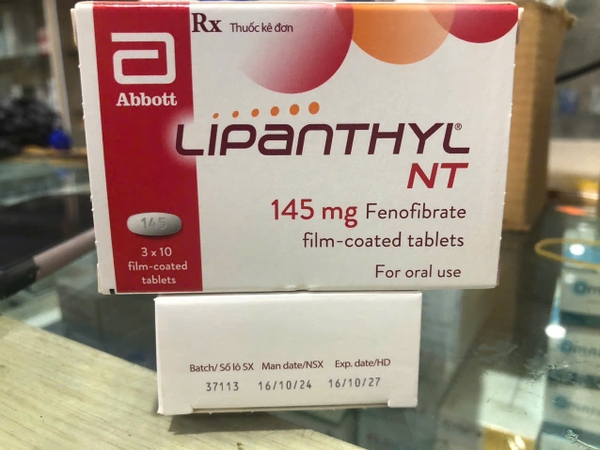 Rx Thuốc kê đơn
Abbott
LIPANTHYL®
NT
145 mg Fenofibrate
film-coated tablets
For oral use
145
3 x 10
film-coated
tablets
Batch/ Số lô SX Man date/NSX Exp. date/HD
37113 16/10/24 16/10/27